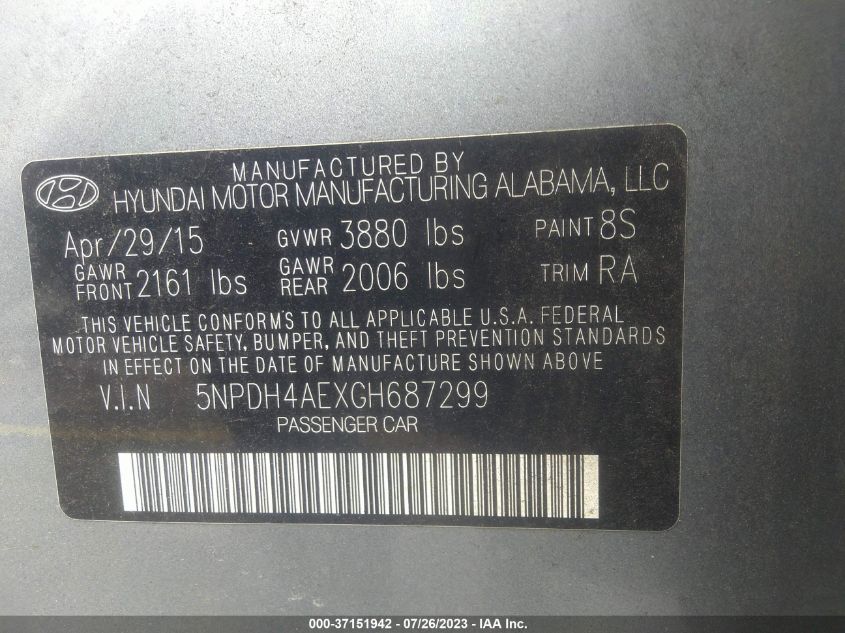 MANUFACTURED BY
HYUNDAI MOTOR MANUFACTURING ALABAMA, LLC
Apr/29/15 GVWR 3880 lbs PAINT 8S
GAWR FRONT 2161 lbs GAWR REAR 2006 lbs TRIM RA
THIS VEHICLE CONFORMS TO ALL APPLICABLE U.S.A. FEDERAL
MOTOR VEHICLE SAFETY, BUMPER, AND THEFT PREVENTION STANDARDS
IN EFFECT ON THE DATE OF MANUFACTURE SHOWN ABOVE
V.I.N 5NPDH4AEXGH687299
PASSENGER CAR
000-37151942 - 07/26/2023 - IAA Inc.